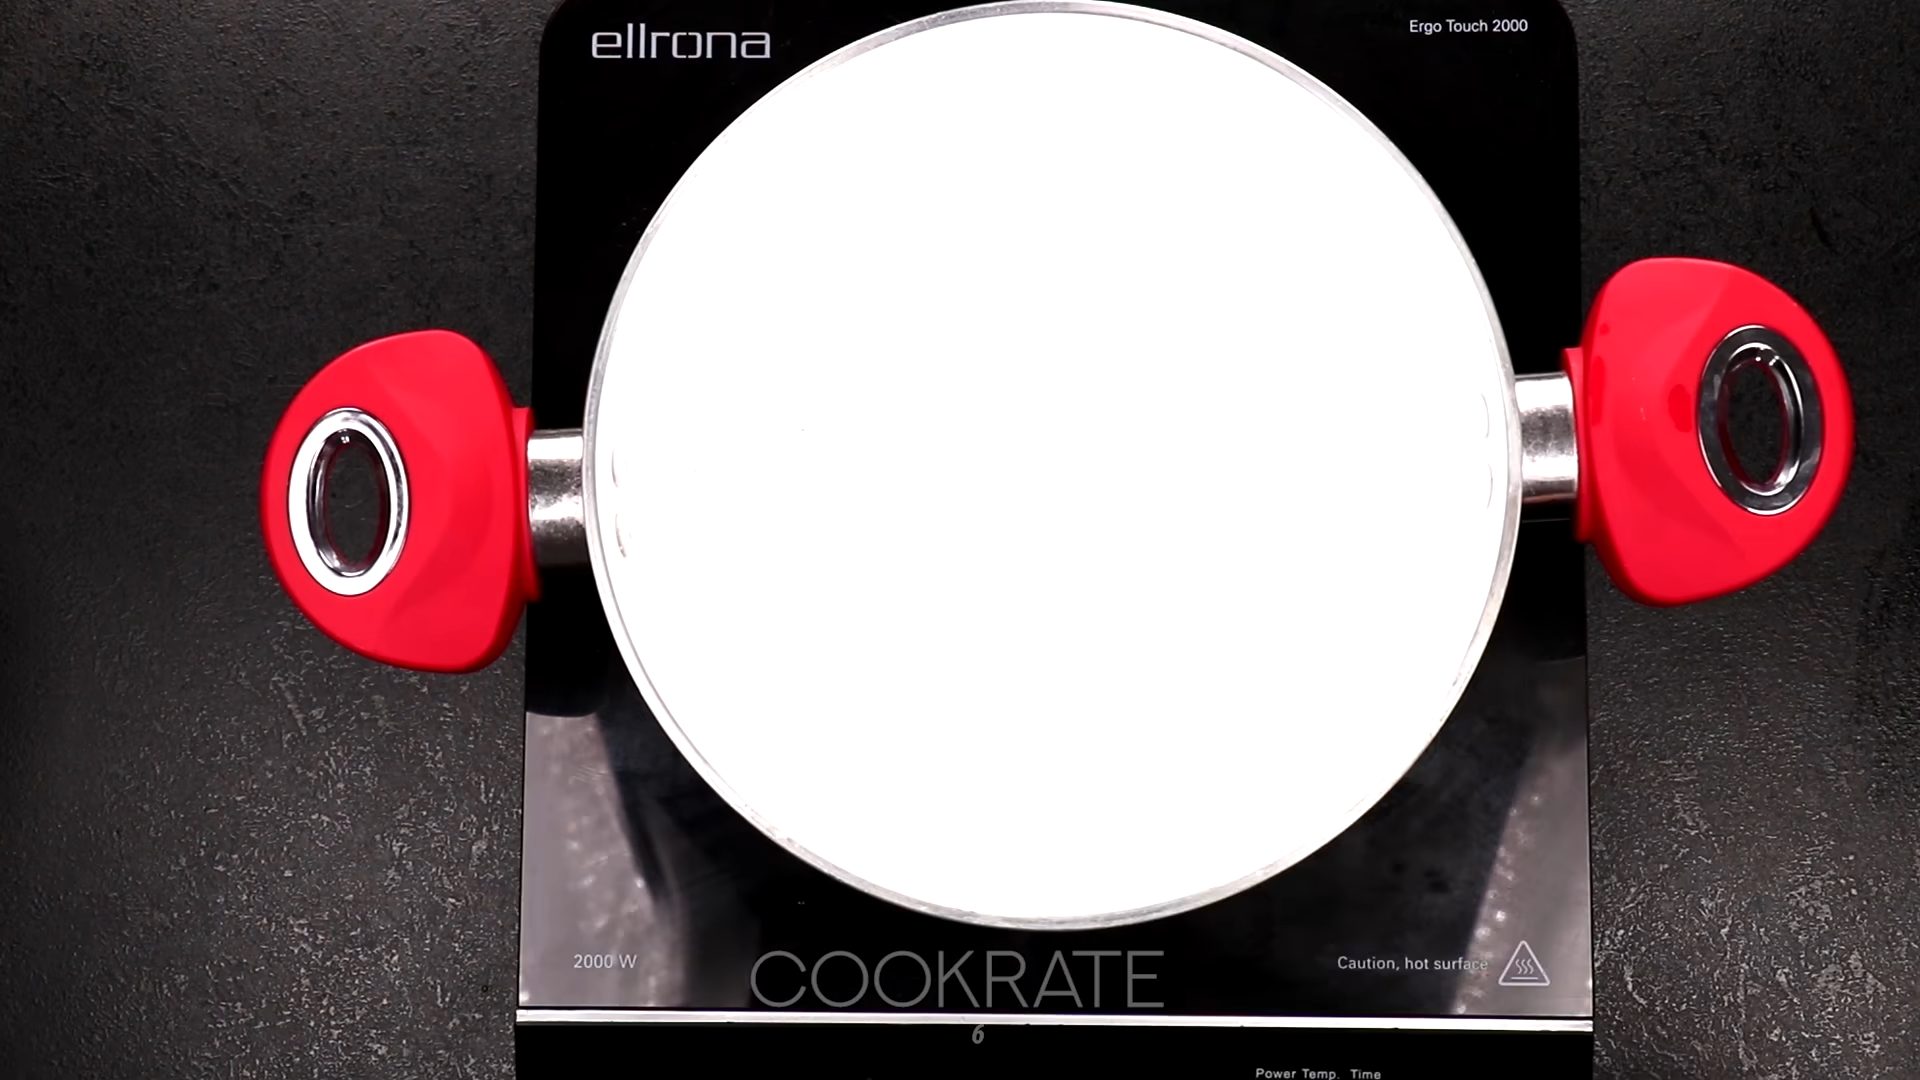 ellrona
Ergo Touch 2000
2000 W
Caution, hot surface
COOKRATE
6
Power Temp. Time